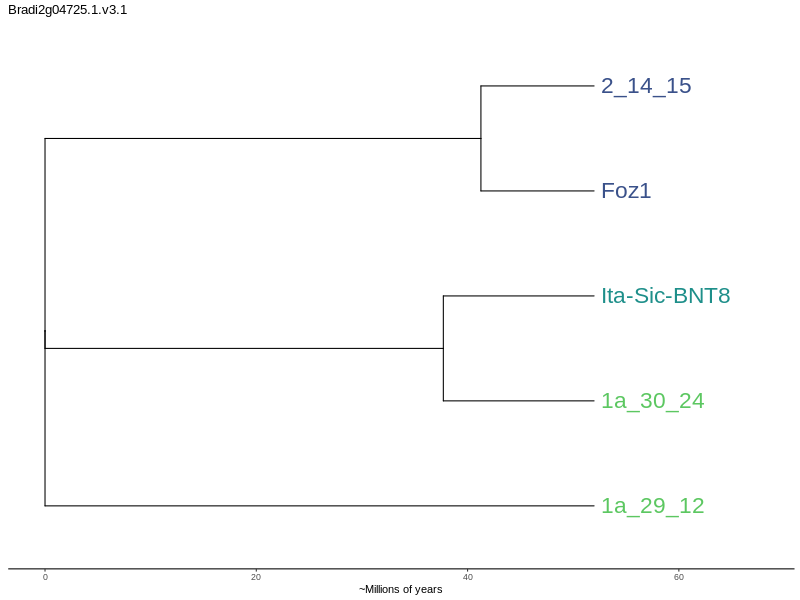 Bradi2g04725.1.v3.1
2_14_15
Foz1
Ita-Sic-BNT8
1a_30_24
1a_29_12
0 20 40 60
~Millions of years